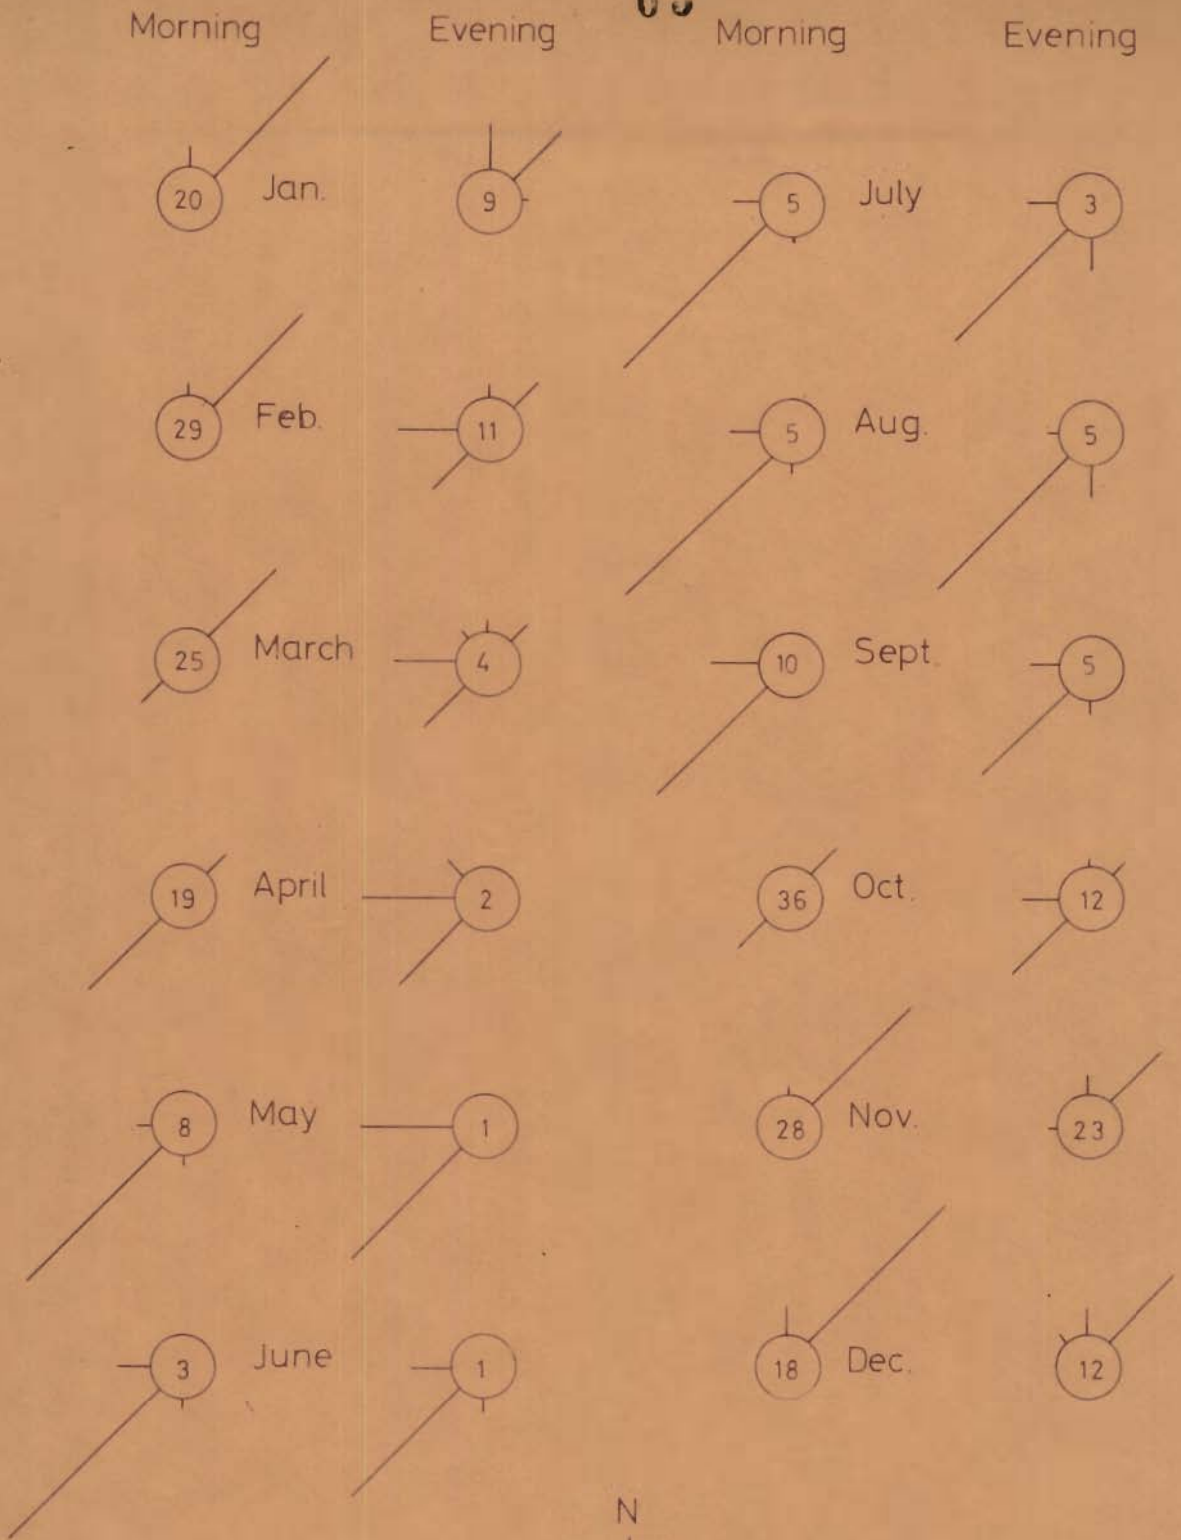 Morning Evening Morning Evening
20 Jan. 9 5 July 3
29 Feb. 11 5 Aug. 5
25 March 4 10 Sept. 5
19 April 2 36 Oct. 12
8 May 1 28 Nov. 23
3 June 1 18 Dec. 12
N